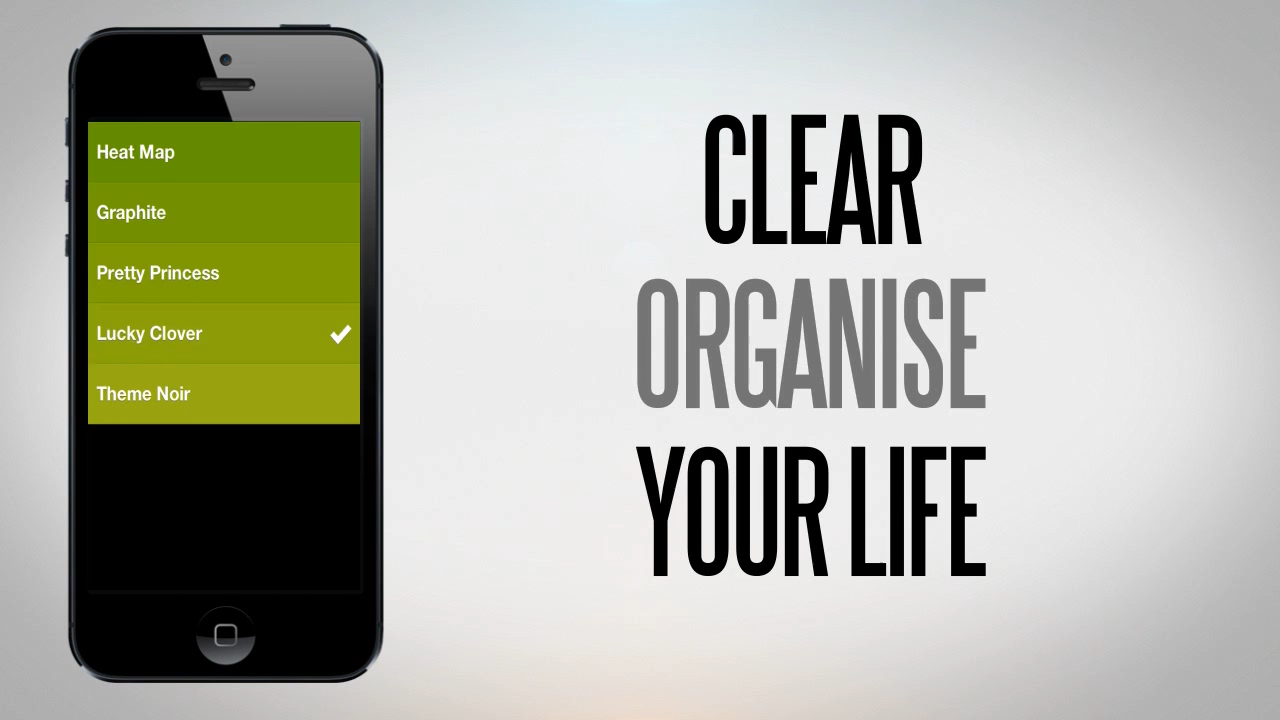 Heat Map
Graphite
Pretty Princess
Lucky Clover
Theme Noir
CLEAR
ORGANISE
YOUR LIFE